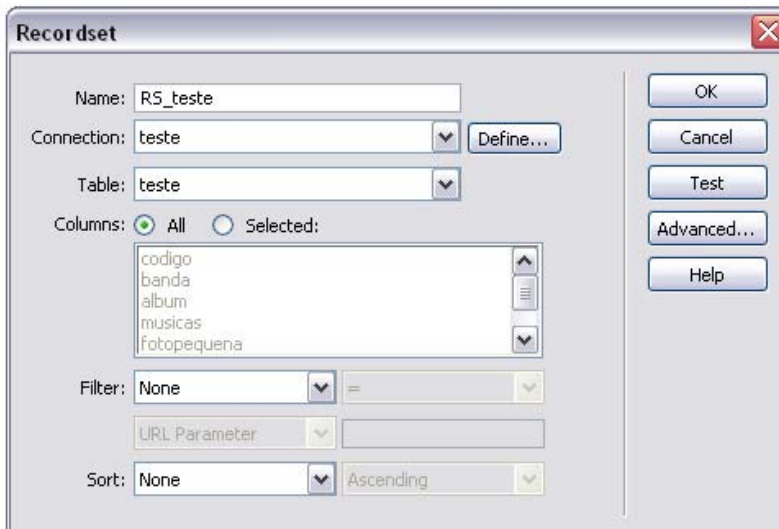 Recordset
Name: RS_teste
Connection: teste Define...
Table: teste
Columns: All Selected:
codigo
banda
album
musicas
fotopequena
Filter: None =
URL Parameter
Sort: None Ascending
OK
Cancel
Test
Advanced...
Help